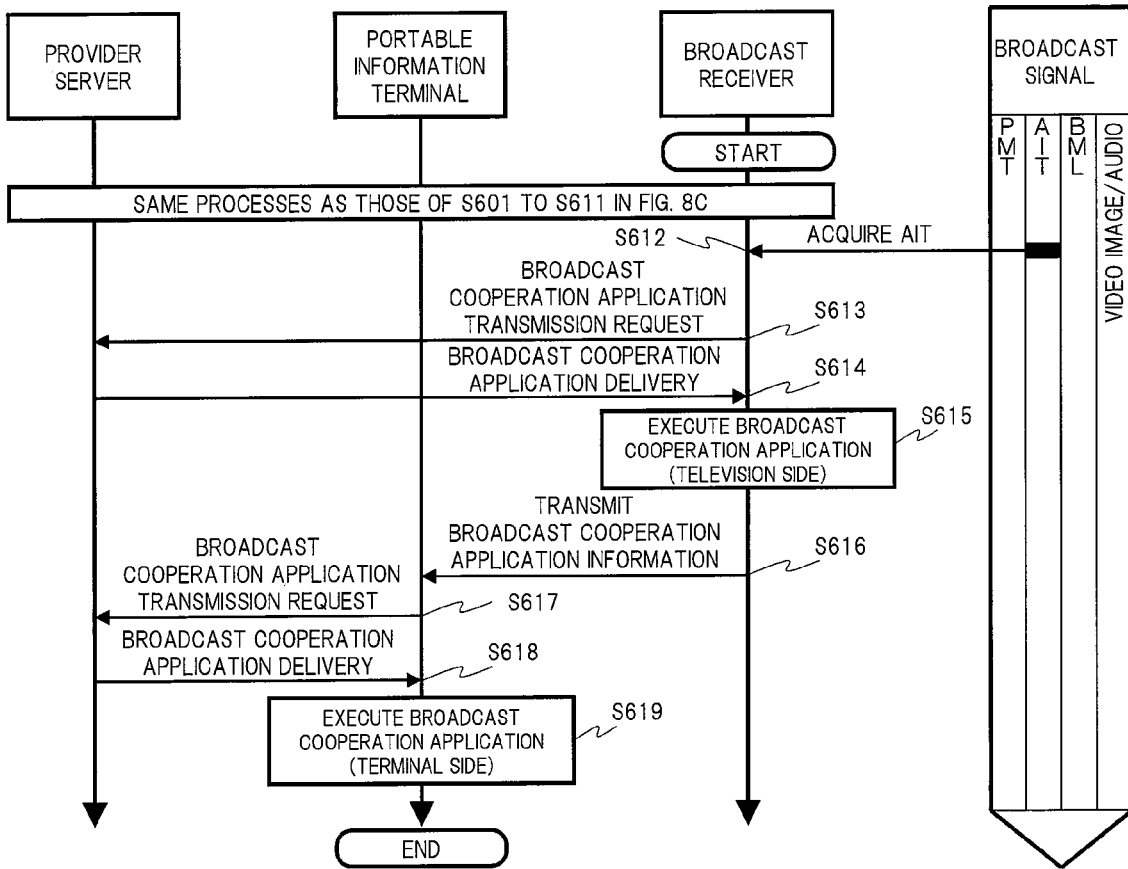 PROVIDER
SERVER
PORTABLE
INFORMATION
TERMINAL
BROADCAST
RECEIVER
BROADCAST
SIGNAL
PMT
AIT
BML
VIDEO IMAGE/AUDIO
START
SAME PROCESSES AS THOSE OF S601 TO S611 IN FIG. 8C
S612
ACQUIRE AIT
BROADCAST
COOPERATION APPLICATION
TRANSMISSION REQUEST
S613
BROADCAST COOPERATION
APPLICATION DELIVERY
S614
EXECUTE BROADCAST
COOPERATION APPLICATION
(TELEVISION SIDE)
S615
TRANSMIT
BROADCAST COOPERATION
APPLICATION INFORMATION
S616
BROADCAST
COOPERATION APPLICATION
TRANSMISSION REQUEST
S617
BROADCAST COOPERATION
APPLICATION DELIVERY
S618
EXECUTE BROADCAST
COOPERATION APPLICATION
(TERMINAL SIDE)
S619
END